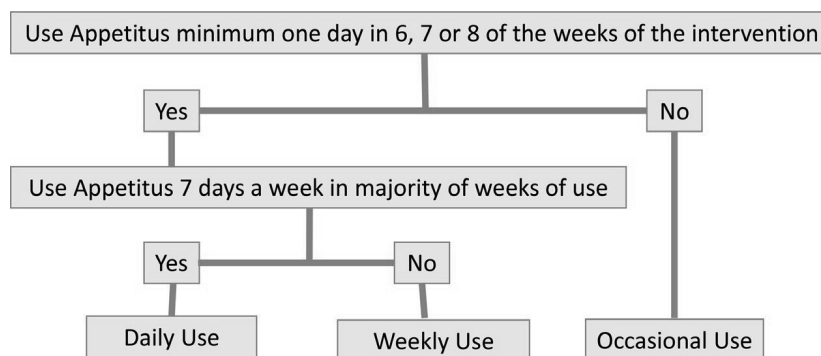 Use Appetitus minimum one day in 6, 7 or 8 of the weeks of the intervention
Yes
No
Use Appetitus 7 days a week in majority of weeks of use
Yes
No
Daily Use
Weekly Use
Occasional Use